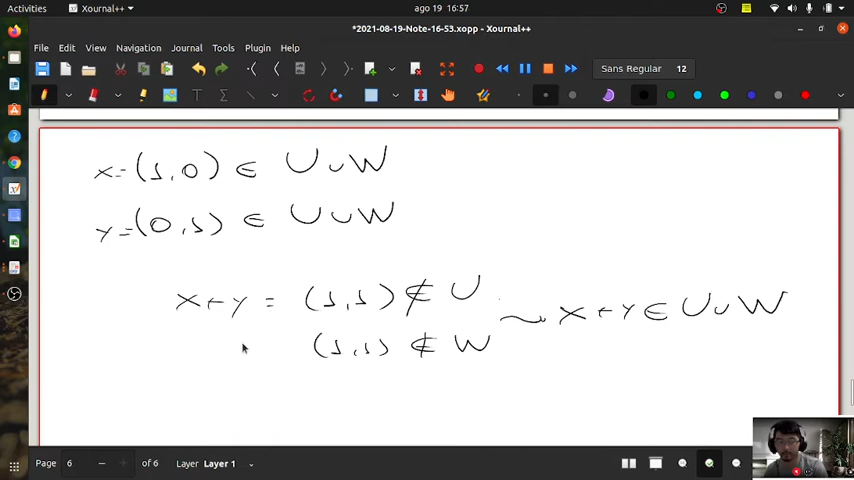 Activities Xournal++ ago 19 16:57
*2021-08-19-Note-16-53.xopp - Xournal++
File Edit View Navigation Journal Tools Plugin Help
Sans Regular 12
x=(1,0) ∈ U∪W
y=(0,1) ∈ U∪W
x+y = (1,1) ∉ U
(1,1) ∉ W
⤳ x+y ∈ U∪W
Page 6 of 6 Layer Layer 1